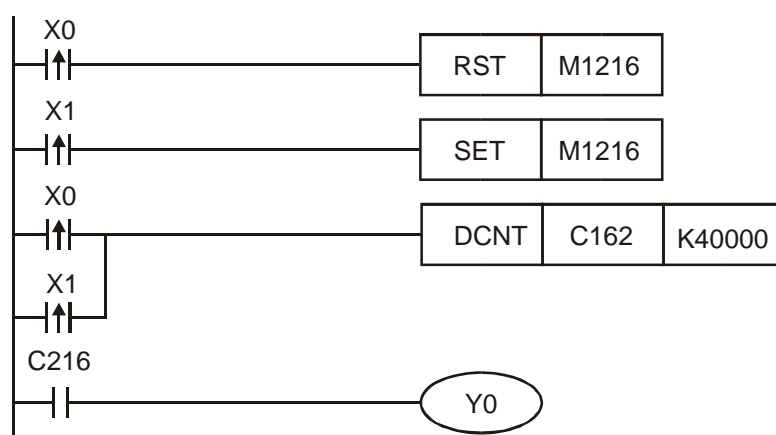 X0
RST M1216
X1
SET M1216
X0
DCNT C162 K40000
X1
C216
Y0